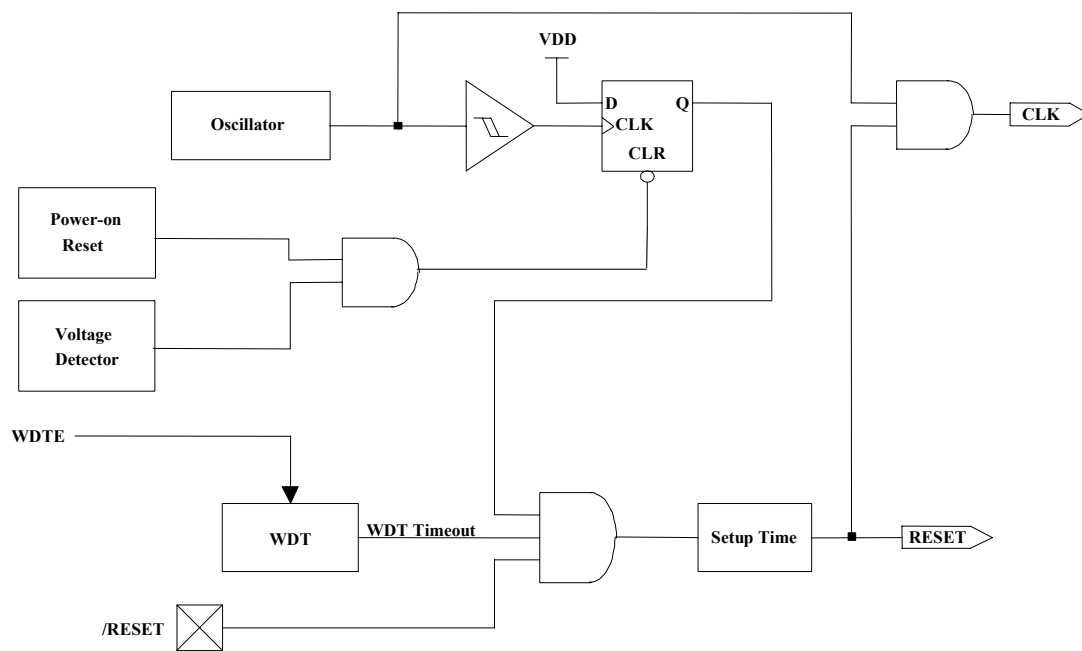 VDD
Oscillator
D
Q
CLK
CLR
CLK
Power-on
Reset
Voltage
Detector
WDTE
WDT
WDT Timeout
Setup Time
RESET
/RESET